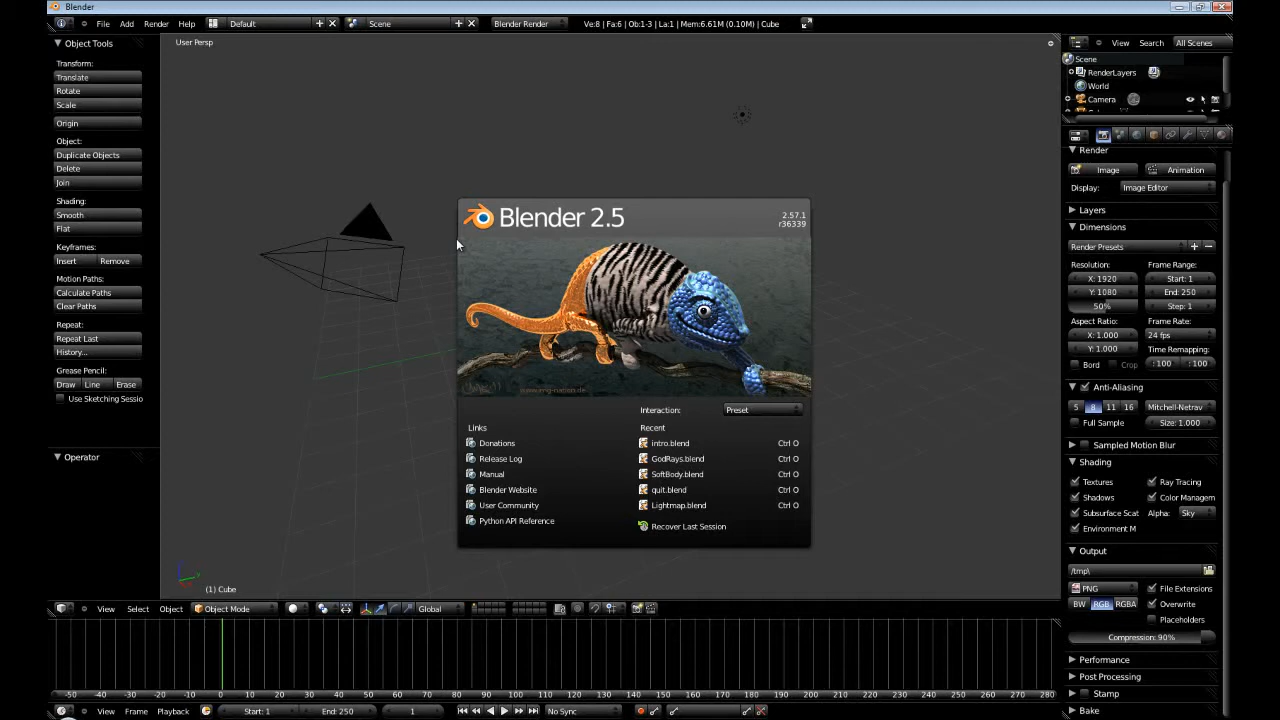 Blender
File Add Render Help Default Scene Blender Render Ve:8 | Fa:6 | Ob:1-3 | La:1 | Mem:6.61M (0.10M) | Cube
Object Tools
Transform:
Translate
Rotate
Scale
Origin
Object:
Duplicate Objects
Delete
Join
Shading:
Smooth
Flat
Keyframes:
Insert Remove
Motion Paths:
Calculate Paths
Clear Paths
Repeat:
Repeat Last
History...
Grease Pencil:
Draw Line Erase
Use Sketching Sessio
Operator
User Persp
Blender 2.5
2.57.1
r36339
Interaction: Preset
Links
Donations
Release Log
Manual
Blender Website
User Community
Python API Reference
Recent
intro.blend Ctrl O
GodRays.blend Ctrl O
SoftBody.blend Ctrl O
quit.blend Ctrl O
Lightmap.blend Ctrl O
Recover Last Session
(1) Cube
View Select Object Object Mode Global
View Search All Scenes
Scene
RenderLayers
World
Camera
Render
Image Animation
Display: Image Editor
Layers
Dimensions
Render Presets
Resolution: Frame Range:
X: 1920 Start: 1
Y: 1080 End: 250
50% Step: 1
Aspect Ratio: Frame Rate:
X: 1.000 24 fps
Y: 1.000 Time Remapping:
Bord Crop :100 :100
Anti-Aliasing
5 8 11 16 Mitchell-Netrav
Full Sample Size: 1.000
Sampled Motion Blur
Shading
Textures Ray Tracing
Shadows Color Managem
Subsurface Scat Alpha: Sky
Environment M
Output
/tmp\
PNG File Extensions
BW RGB RGBA Overwrite
Placeholders
Compression: 90%
Performance
Post Processing
Stamp
Bake
-50 -40 -30 -20 -10 0 10 20 30 40 50 60 70 80 90 100 110 120 130 140 150 160 170 180 190 200 210 220 230 240 250 260 270 280
View Frame Playback Start: 1 End: 250 1 No Sync